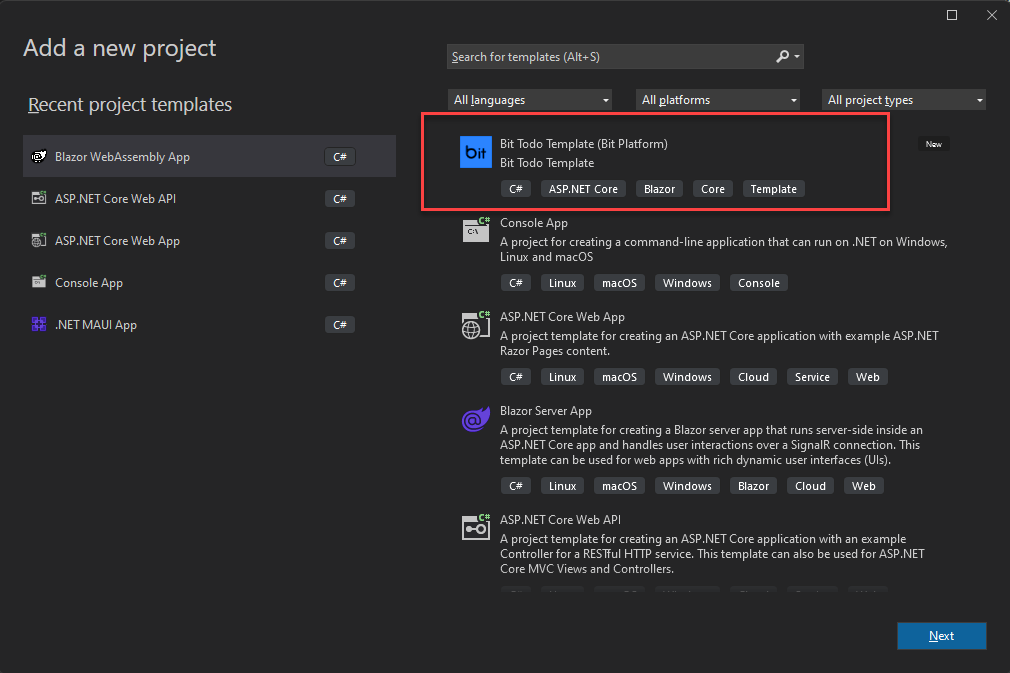 Add a new project
Search for templates (Alt+S)
Recent project templates
All languages
All platforms
All project types
Blazor WebAssembly App
C#
ASP.NET Core Web API
C#
ASP.NET Core Web App
C#
Console App
C#
.NET MAUI App
C#
bit
Bit Todo Template (Bit Platform)
New
Bit Todo Template
C# ASP.NET Core Blazor Core Template
C#
C:\
Console App
A project for creating a command-line application that can run on .NET on Windows,
Linux and macOS
C# Linux macOS Windows Console
C#
ASP.NET Core Web App
A project template for creating an ASP.NET Core application with example ASP.NET
Razor Pages content.
C# Linux macOS Windows Cloud Service Web
Blazor Server App
A project template for creating a Blazor server app that runs server-side inside an
ASP.NET Core app and handles user interactions over a SignalR connection. This
template can be used for web apps with rich dynamic user interfaces (UIs).
C# Linux macOS Windows Blazor Cloud Web
C#
ASP.NET Core Web API
A project template for creating an ASP.NET Core application with an example
Controller for a RESTful HTTP service. This template can also be used for ASP.NET
Core MVC Views and Controllers.
Next